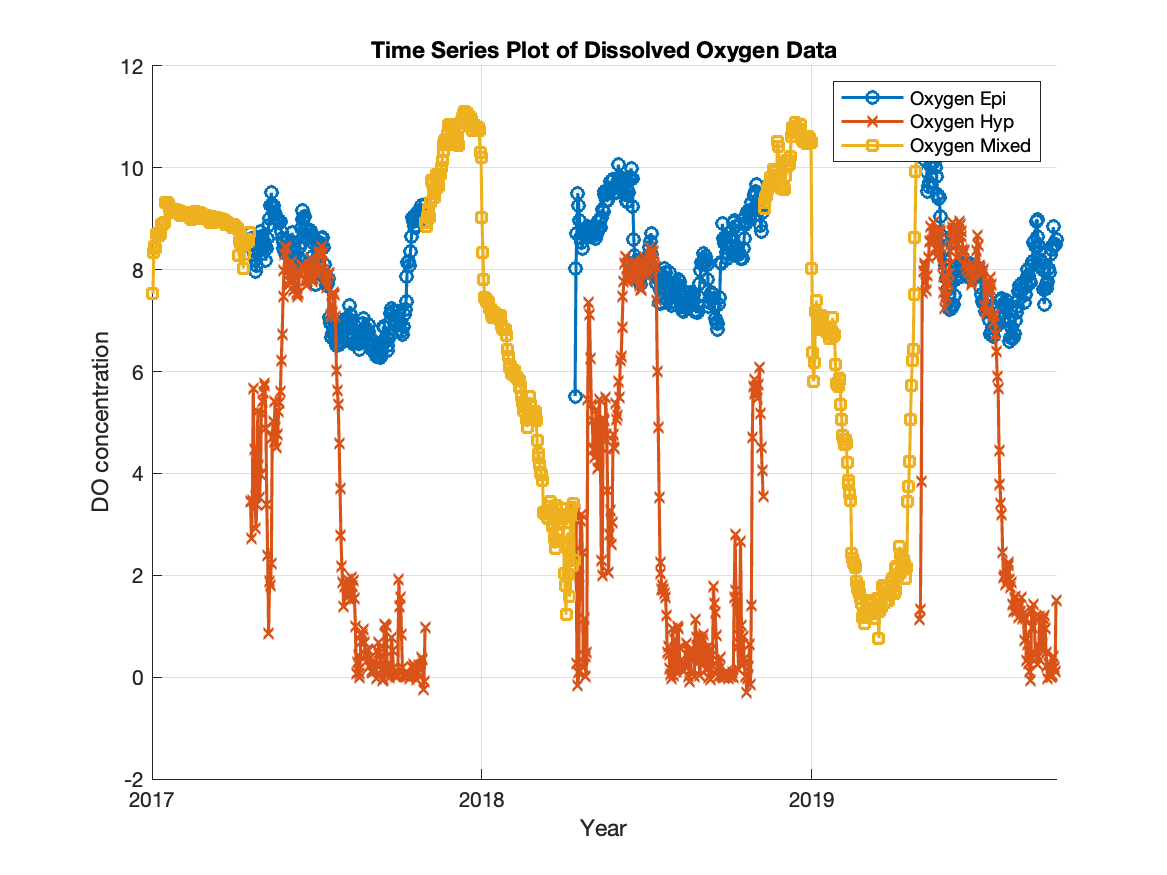 Time Series Plot of Dissolved Oxygen Data
12
10
8
6
4
2
0
-2
DO concentration
Oxygen Epi
Oxygen Hyp
Oxygen Mixed
2017
2018
2019
Year